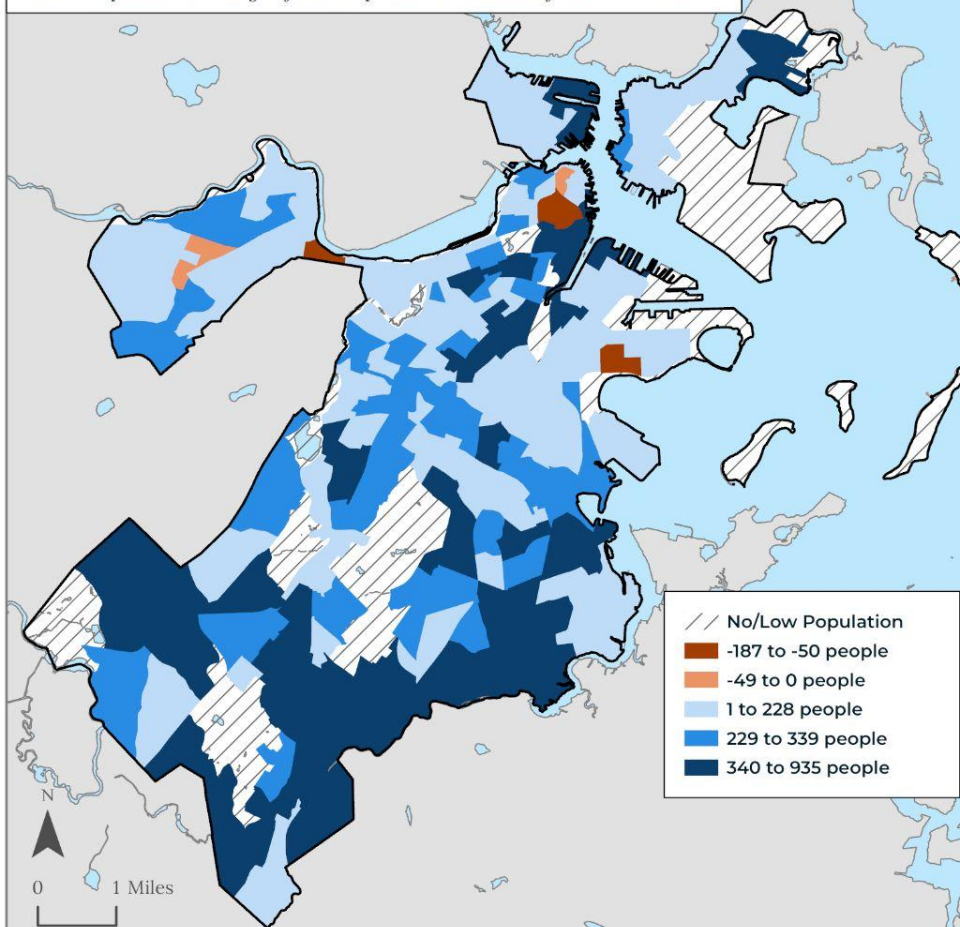 No/Low Population
-187 to -50 people
-49 to 0 people
1 to 228 people
229 to 339 people
340 to 935 people
N
0 1 Miles